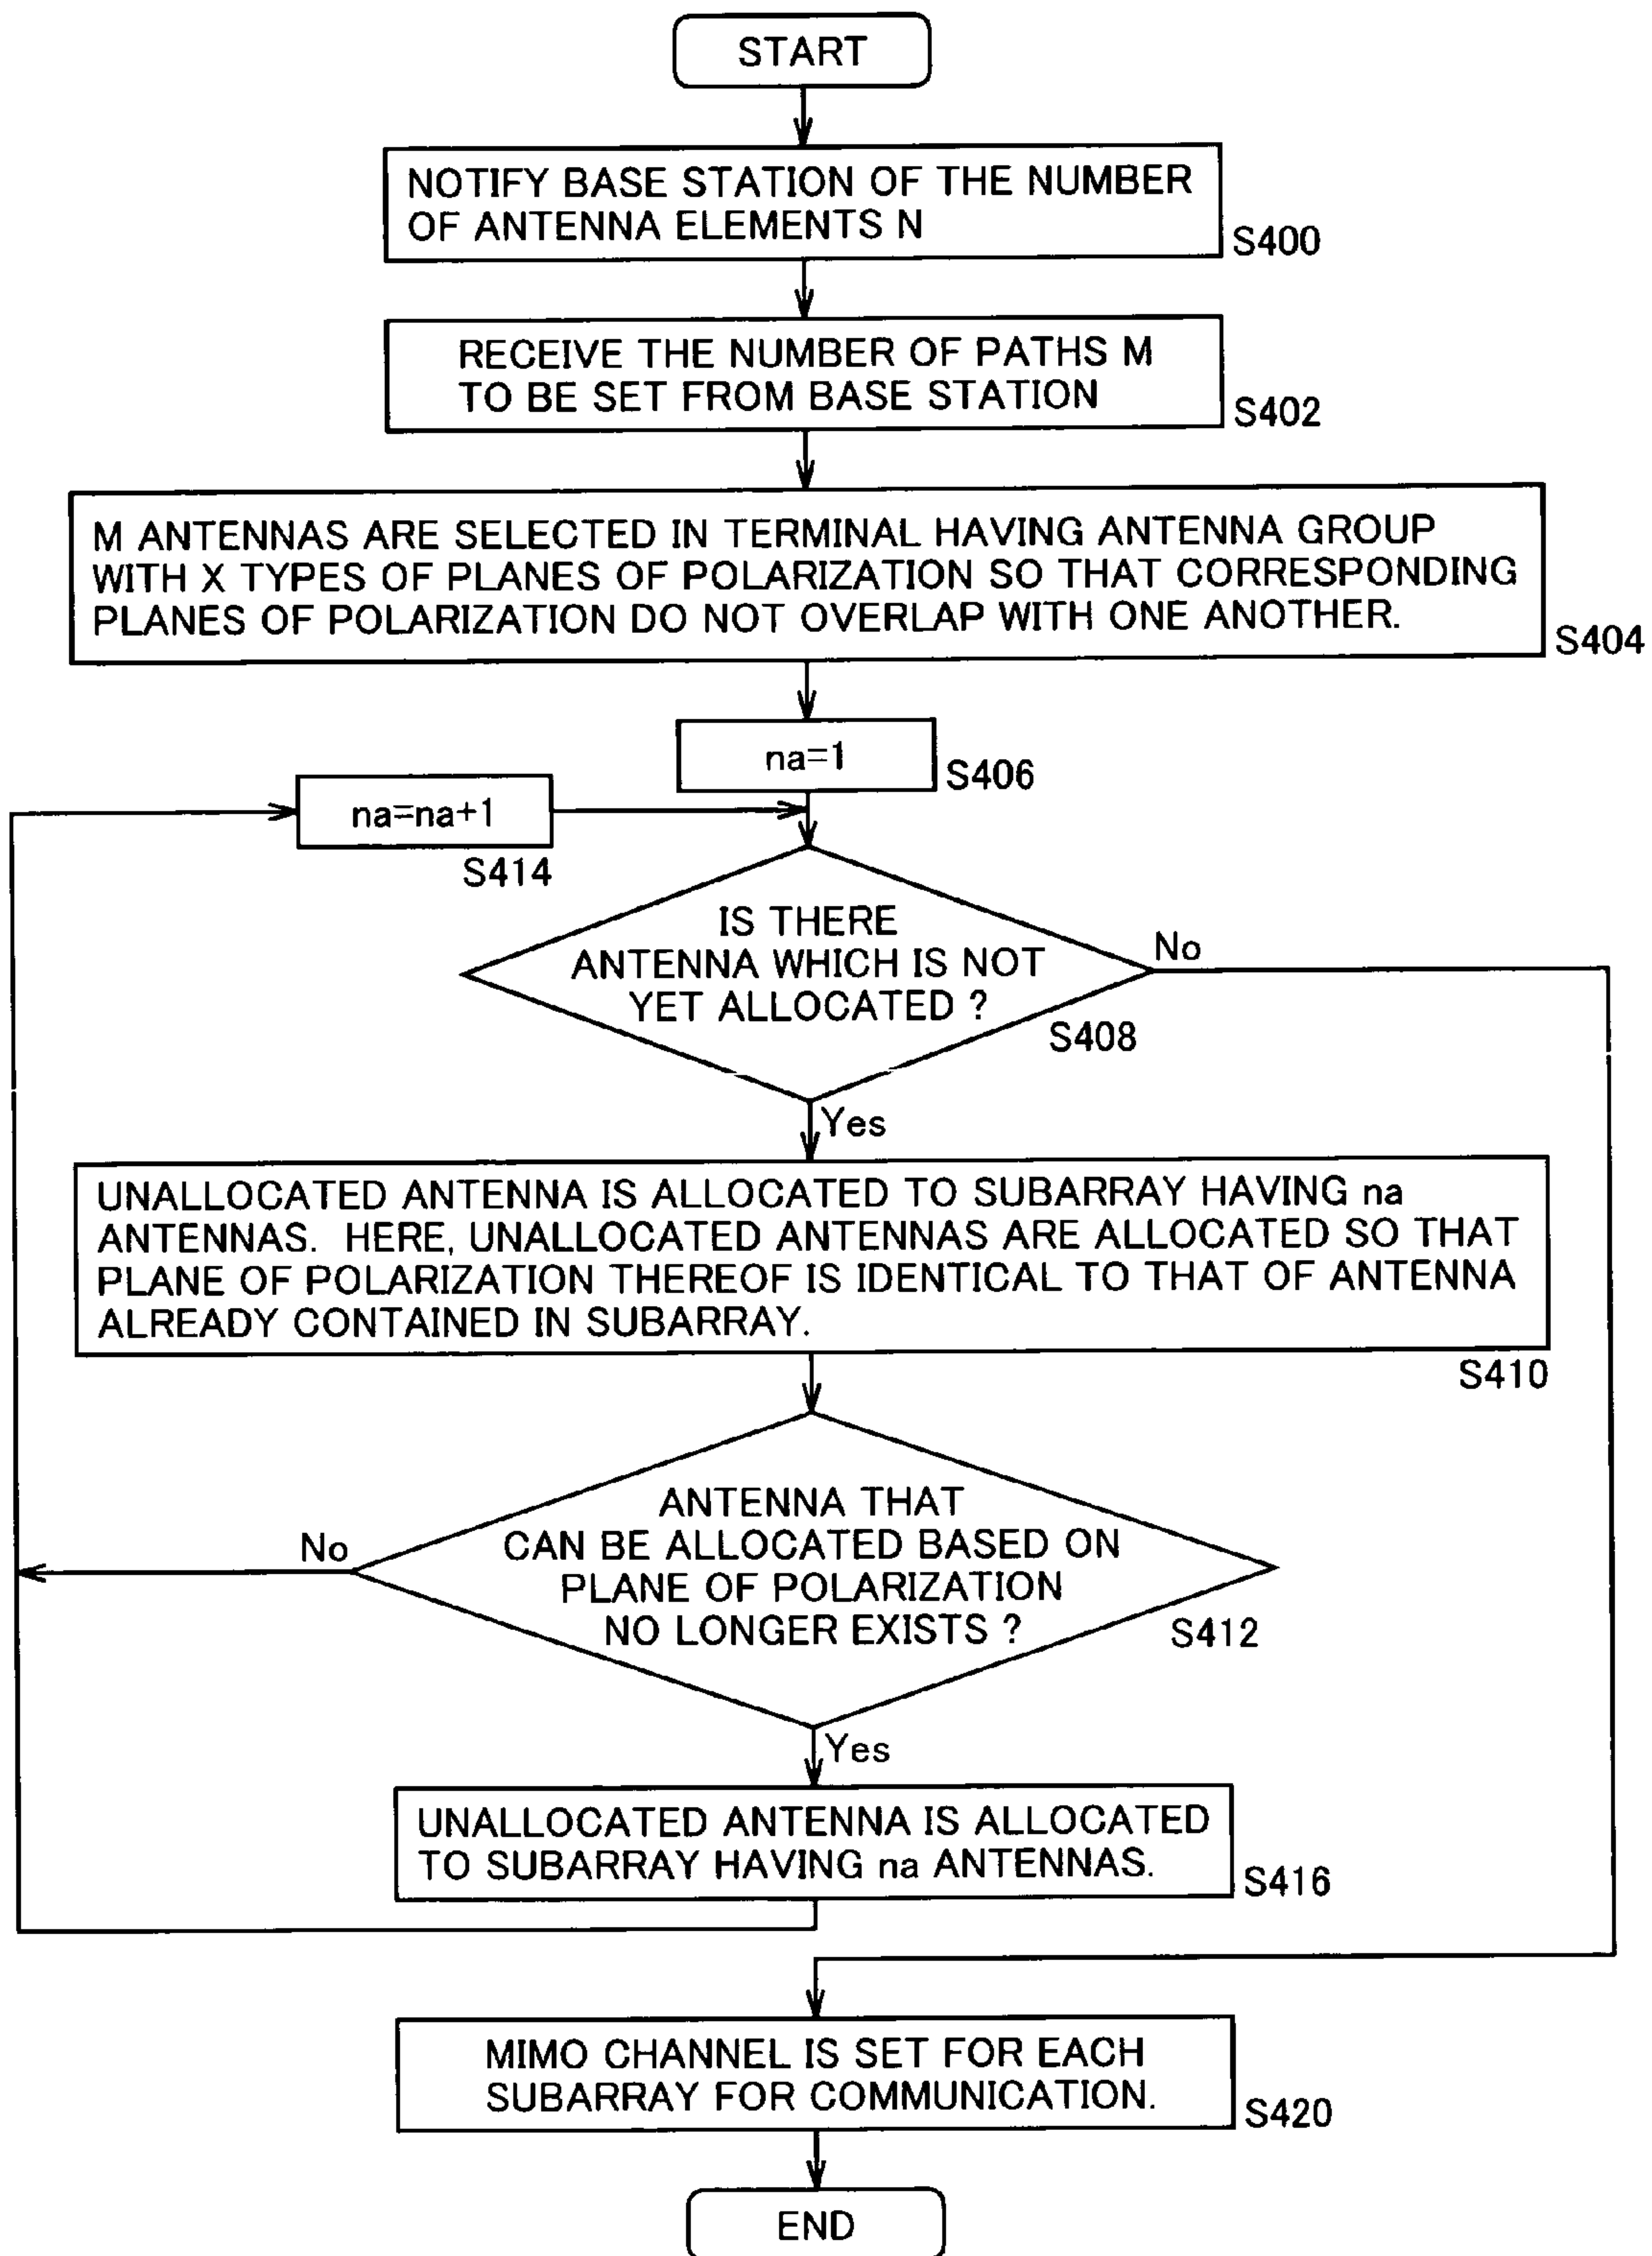 START
NOTIFY BASE STATION OF THE NUMBER
OF ANTENNA ELEMENTS N
S400
RECEIVE THE NUMBER OF PATHS M
TO BE SET FROM BASE STATION
S402
M ANTENNAS ARE SELECTED IN TERMINAL HAVING ANTENNA GROUP
WITH X TYPES OF PLANES OF POLARIZATION SO THAT CORRESPONDING
PLANES OF POLARIZATION DO NOT OVERLAP WITH ONE ANOTHER.
S404
na=1
S406
na=na+1
S414
IS THERE
ANTENNA WHICH IS NOT
YET ALLOCATED ?
S408
No
Yes
UNALLOCATED ANTENNA IS ALLOCATED TO SUBARRAY HAVING na
ANTENNAS. HERE, UNALLOCATED ANTENNAS ARE ALLOCATED SO THAT
PLANE OF POLARIZATION THEREOF IS IDENTICAL TO THAT OF ANTENNA
ALREADY CONTAINED IN SUBARRAY.
S410
ANTENNA THAT
CAN BE ALLOCATED BASED ON
PLANE OF POLARIZATION
NO LONGER EXISTS ?
S412
No
Yes
UNALLOCATED ANTENNA IS ALLOCATED
TO SUBARRAY HAVING na ANTENNAS.
S416
MIMO CHANNEL IS SET FOR EACH
SUBARRAY FOR COMMUNICATION.
S420
END